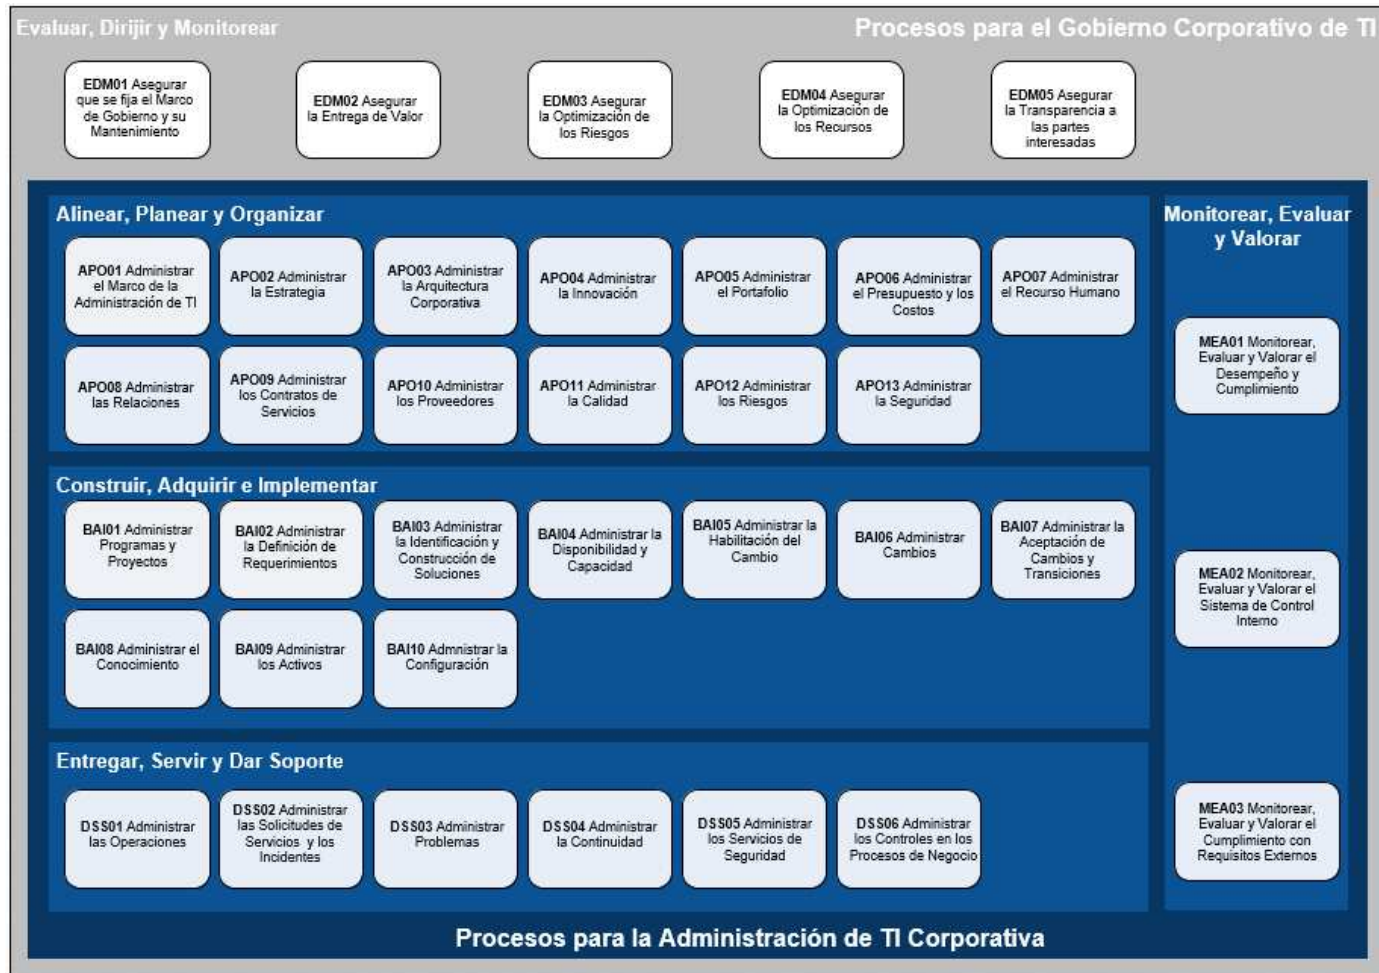 Evaluar, Dirijir y Monitorear
Procesos para el Gobierno Corporativo de TI
EDM01 Asegurar
que se fija el Marco
de Gobierno y su
Mantenimiento
EDM02 Asegurar
la Entrega de Valor
EDM03 Asegurar
la Optimización de
los Riesgos
EDM04 Asegurar
la Optimización de
los Recursos
EDM05 Asegurar
la Transparencia a
las partes
interesadas
Alinear, Planear y Organizar
APO01 Administrar
el Marco de la
Administración de TI
APO02 Administrar
la Estrategia
APO03 Administrar
la Arquitectura
Corporativa
APO04 Administrar
la Innovación
APO05 Administrar
el Portafolio
APO06 Administrar
el Presupuesto y los
Costos
APO07 Administrar
el Recurso Humano
APO08 Administrar
las Relaciones
APO09 Administrar
los Contratos de
Servicios
APO10 Administrar
los Proveedores
APO11 Administrar
la Calidad
APO12 Administrar
los Riesgos
APO13 Administrar
la Seguridad
Construir, Adquirir e Implementar
BAI01 Administrar
Programas y
Proyectos
BAI02 Administrar
la Definición de
Requerimientos
BAI03 Administrar
la Identificación y
Construcción de
Soluciones
BAI04 Administrar la
Disponibilidad y
Capacidad
BAI05 Administrar la
Habilitación del
Cambio
BAI06 Administrar
Cambios
BAI07 Administrar la
Aceptación de
Cambios y
Transiciones
BAI08 Administrar el
Conocimiento
BAI09 Administrar
los Activos
BAI10 Admnistrar la
Configuración
Entregar, Servir y Dar Soporte
DSS01 Administrar
las Operaciones
DSS02 Administrar
las Solicitudes de
Servicios y los
Incidentes
DSS03 Administrar
Problemas
DSS04 Administrar
la Continuidad
DSS05 Administrar
los Servicios de
Seguridad
DSS06 Administrar
los Controles en los
Procesos de Negocio
Monitorear, Evaluar
y Valorar
MEA01 Monitorear,
Evaluar y Valorar el
Desempeño y
Cumplimiento
MEA02 Monitorear,
Evaluar y Valorar el
Sistema de Control
Interno
MEA03 Monitorear,
Evaluar y Valorar el
Cumplimiento con
Requisitos Externos
Procesos para la Administración de TI Corporativa